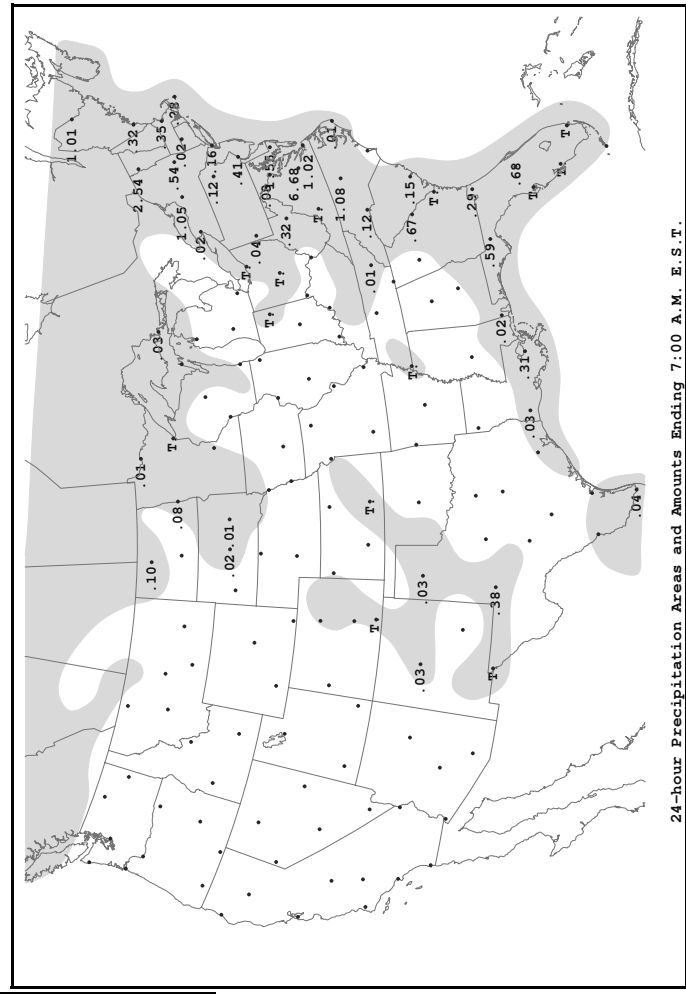 1.01
.32
2.54
.01
.10
.03
.35
T
.54
.28
.08
.02
1.05
.02
.16
.12
.02
.01
.41
T
.04
.08
T
T
.32
6.68
1.02
T
.01
1.08
.12
T
.01
T
.15
.67
T
.03
.03
T
.29
.59
T
.38
.02
.68
.31
.03
T
T
T
.04
24-hour Precipitation Areas and Amounts Ending 7:00 A.M. E.S.T.